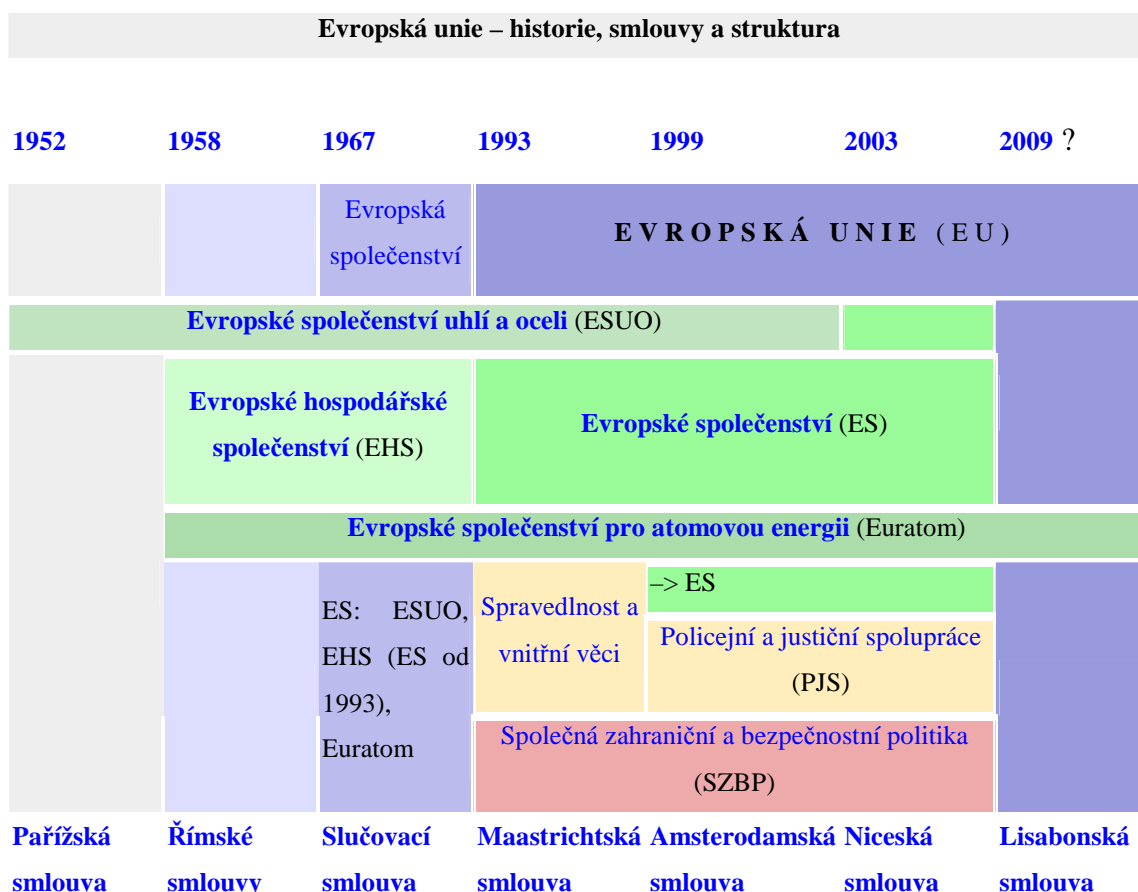 Evropská unie – historie, smlouvy a struktura
1952 1958 1967 1993 1999 2003 2009 ?
Evropská
společenství
EVROPSKÁ UNIE (EU)
Evropské společenství uhlí a oceli (ESUO)
Evropské hospodářské
společenství (EHS)
Evropské společenství (ES)
Evropské společenství pro atomovou energii (Euratom)
ES: ESUO,
EHS (ES od
1993),
Euratom
Spravedlnost a
vnitřní věci
–> ES
Policejní a justiční spolupráce
(PJS)
Společná zahraniční a bezpečnostní politika
(SZBP)
Pařížská
smlouva
Římské
smlouvy
Slučovací
smlouva
Maastrichtská
smlouva
Amsterodamská
smlouva
Niceská
smlouva
Lisabonská
smlouva